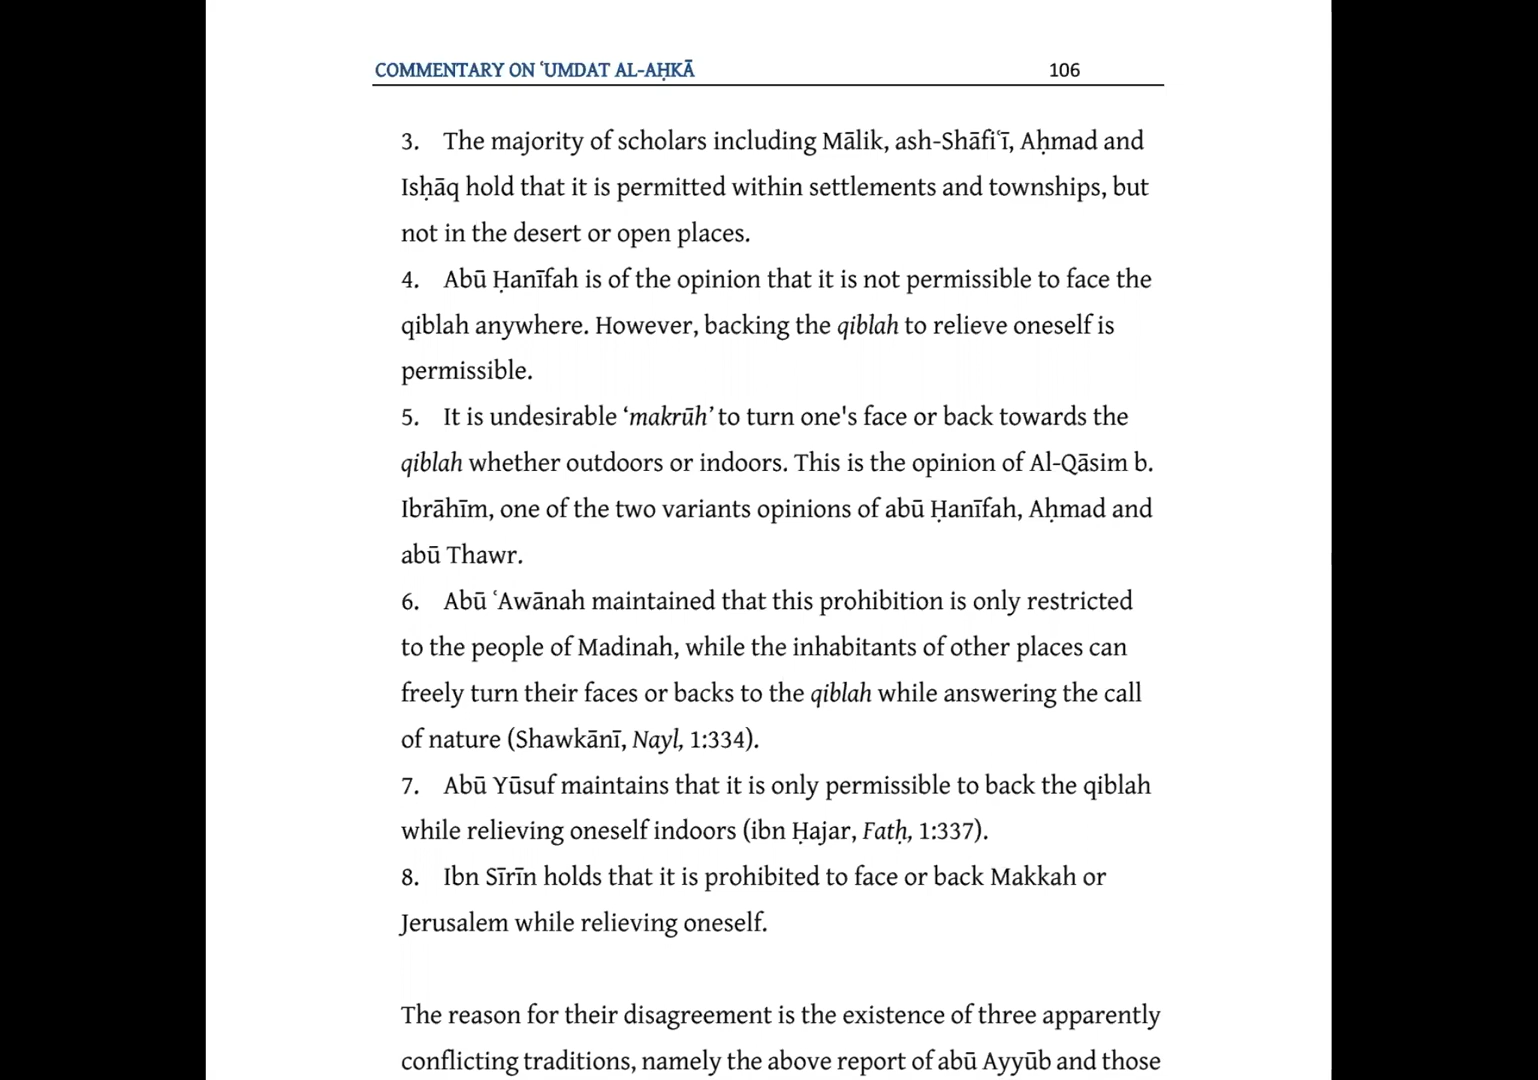 COMMENTARY ON ʿUMDAT AL-AḤKĀ 106
3. The majority of scholars including Mālik, ash-Shāfiʿī, Aḥmad and
Isḥāq hold that it is permitted within settlements and townships, but
not in the desert or open places.
4. Abū Ḥanīfah is of the opinion that it is not permissible to face the
qiblah anywhere. However, backing the qiblah to relieve oneself is
permissible.
5. It is undesirable ‘makrūh’ to turn one's face or back towards the
qiblah whether outdoors or indoors. This is the opinion of Al-Qāsim b.
Ibrāhīm, one of the two variants opinions of abū Ḥanīfah, Aḥmad and
abū Thawr.
6. Abū ʿAwānah maintained that this prohibition is only restricted
to the people of Madinah, while the inhabitants of other places can
freely turn their faces or backs to the qiblah while answering the call
of nature (Shawkānī, Nayl, 1:334).
7. Abū Yūsuf maintains that it is only permissible to back the qiblah
while relieving oneself indoors (ibn Ḥajar, Fatḥ, 1:337).
8. Ibn Sīrīn holds that it is prohibited to face or back Makkah or
Jerusalem while relieving oneself.
The reason for their disagreement is the existence of three apparently
conflicting traditions, namely the above report of abū Ayyūb and those